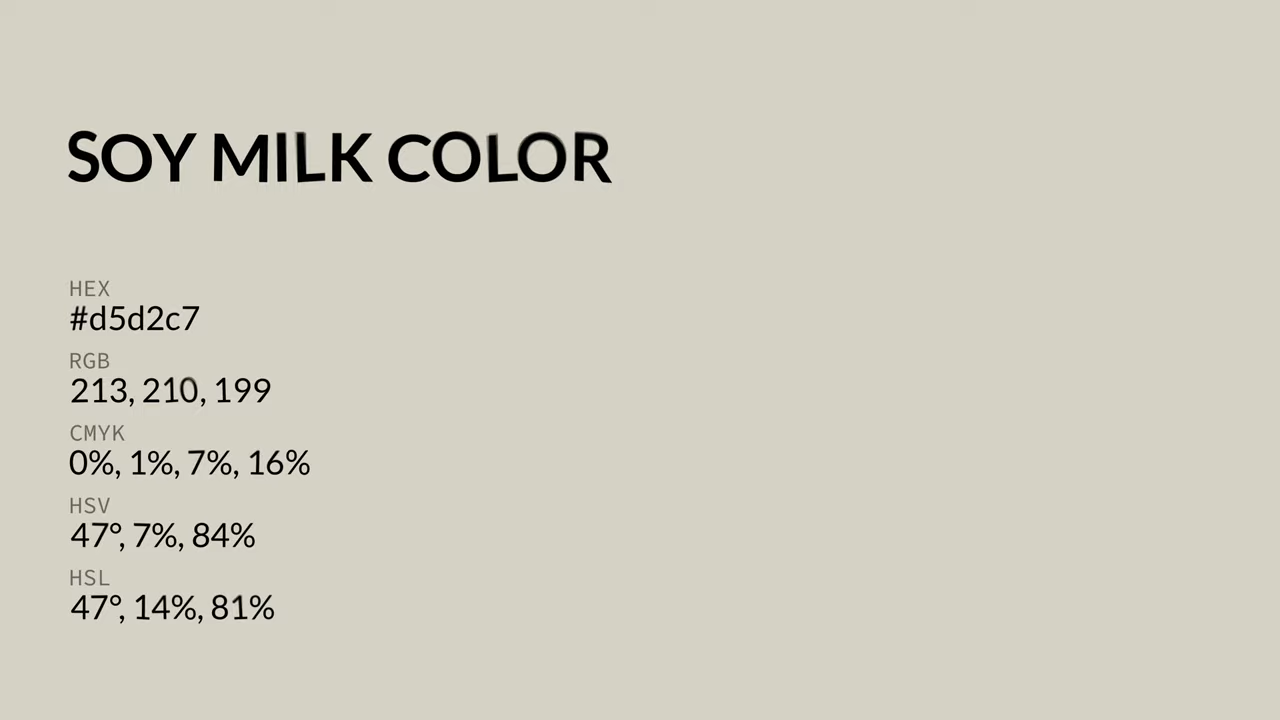 SOY MILK COLOR
HEX
#d5d2c7
RGB
213, 210, 199
CMYK
0%, 1%, 7%, 16%
HSV
47°, 7%, 84%
HSL
47°, 14%, 81%